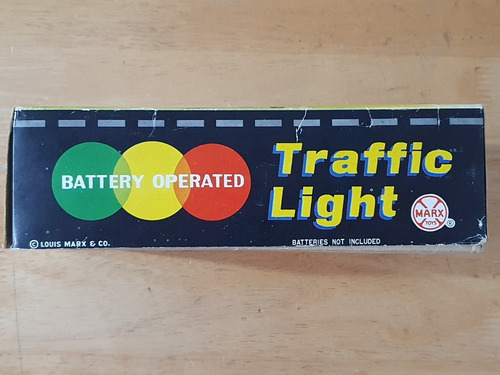 BATTERY OPERATED
Traffic
Light
MARX
TOYS
®
© LOUIS MARX & CO.
BATTERIES NOT INCLUDED